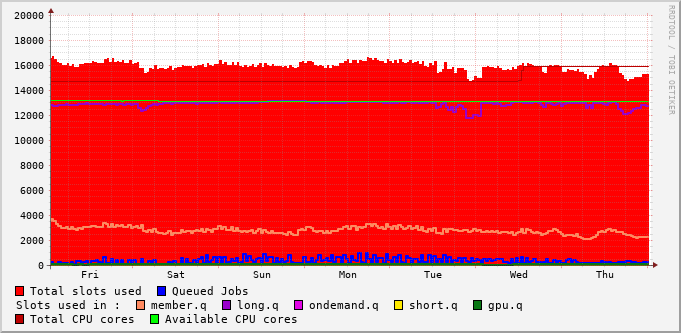 20000
18000
16000
14000
12000
10000
8000
6000
4000
2000
0
Fri Sat Sun Mon Tue Wed Thu
Total slots used Queued Jobs
Slots used in : member.q long.q ondemand.q short.q gpu.q
Total CPU cores Available CPU cores
RRDTOOL / TOBI OETIKER